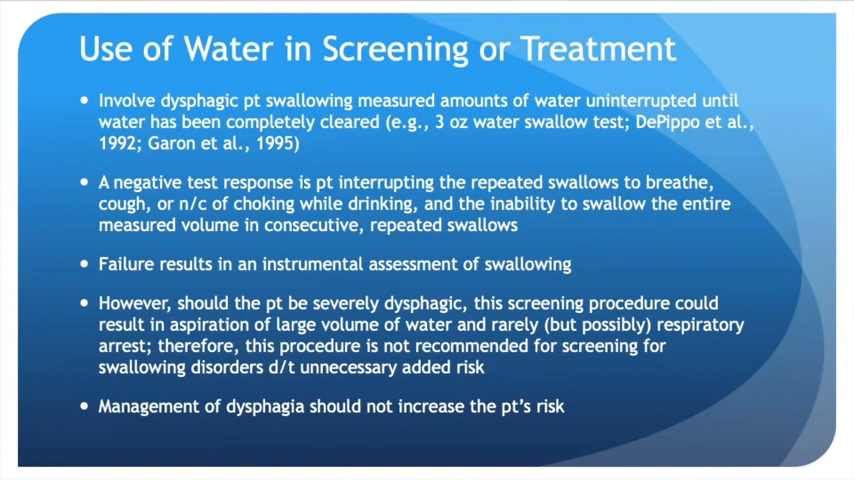 Use of Water in Screening or Treatment
• Involve dysphagic pt swallowing measured amounts of water uninterrupted until
water has been completely cleared (e.g., 3 oz water swallow test; DePippo et al.,
1992; Garon et al., 1995)
• A negative test response is pt interrupting the repeated swallows to breathe,
cough, or n/c of choking while drinking, and the inability to swallow the entire
measured volume in consecutive, repeated swallows
• Failure results in an instrumental assessment of swallowing
• However, should the pt be severely dysphagic, this screening procedure could
result in aspiration of large volume of water and rarely (but possibly) respiratory
arrest; therefore, this procedure is not recommended for screening for
swallowing disorders d/t unnecessary added risk
• Management of dysphagia should not increase the pt's risk